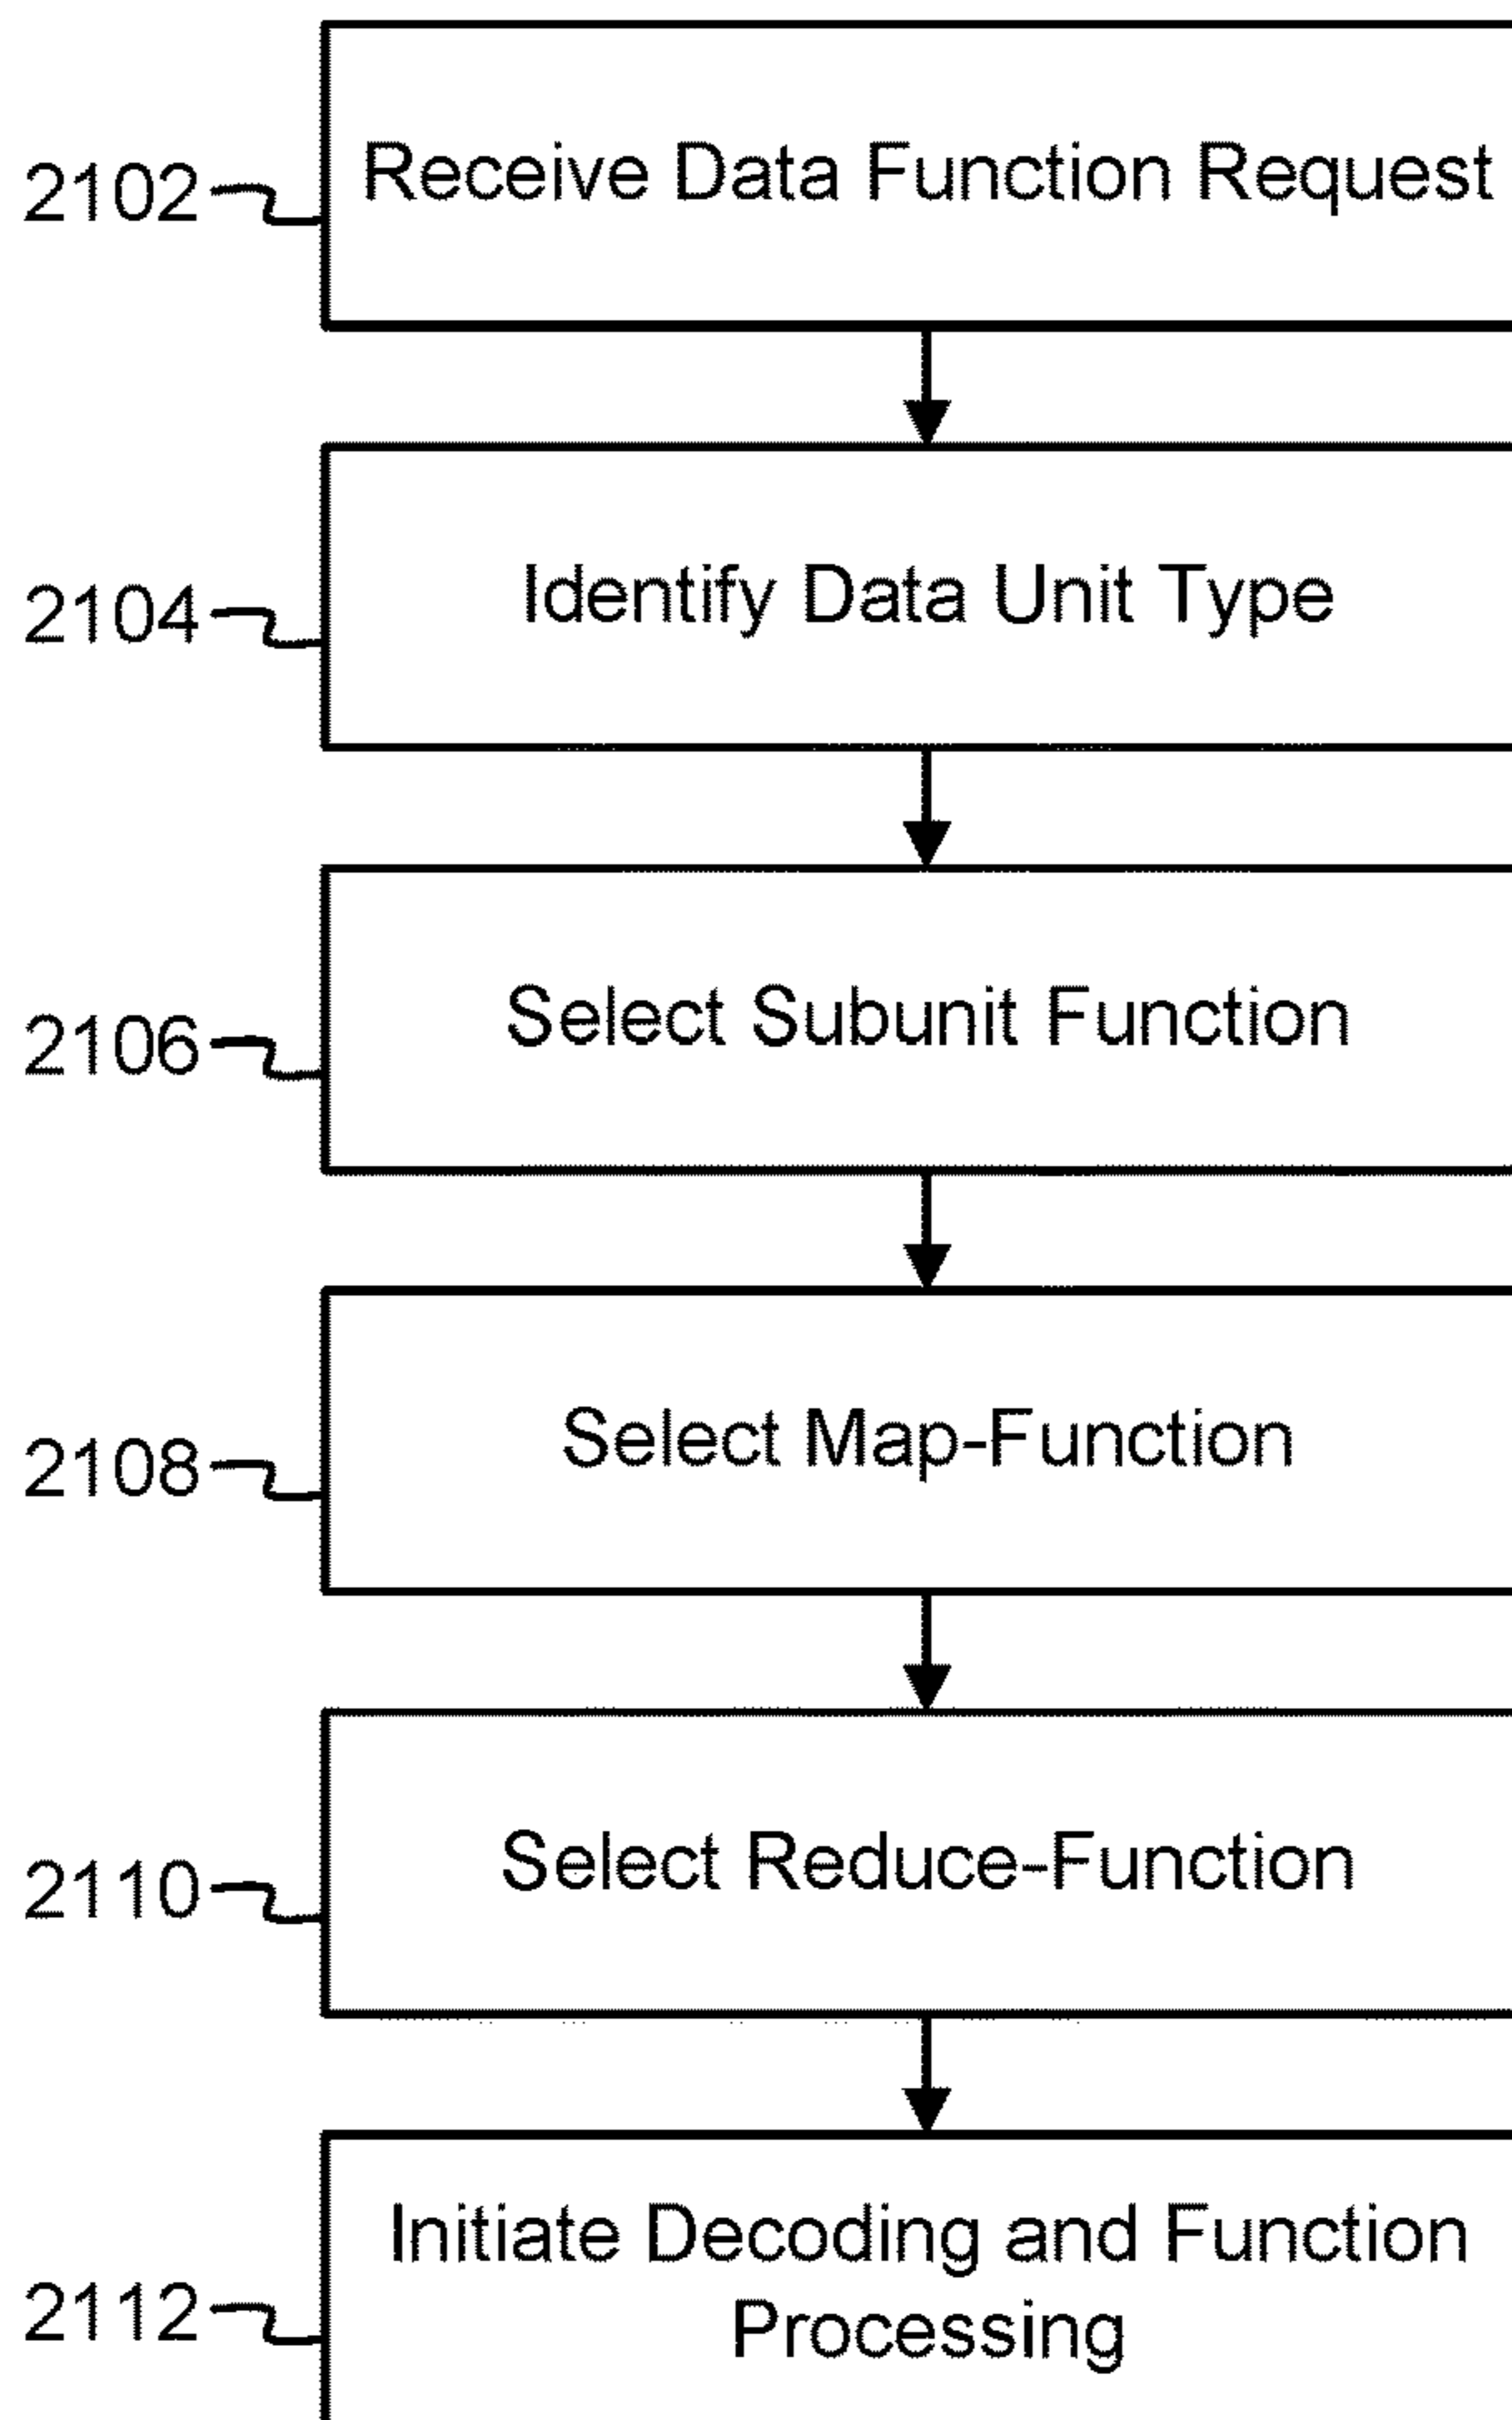 2102 Receive Data Function Request
2104 Identify Data Unit Type
2106 Select Subunit Function
2108 Select Map-Function
2110 Select Reduce-Function
2112 Initiate Decoding and Function
Processing